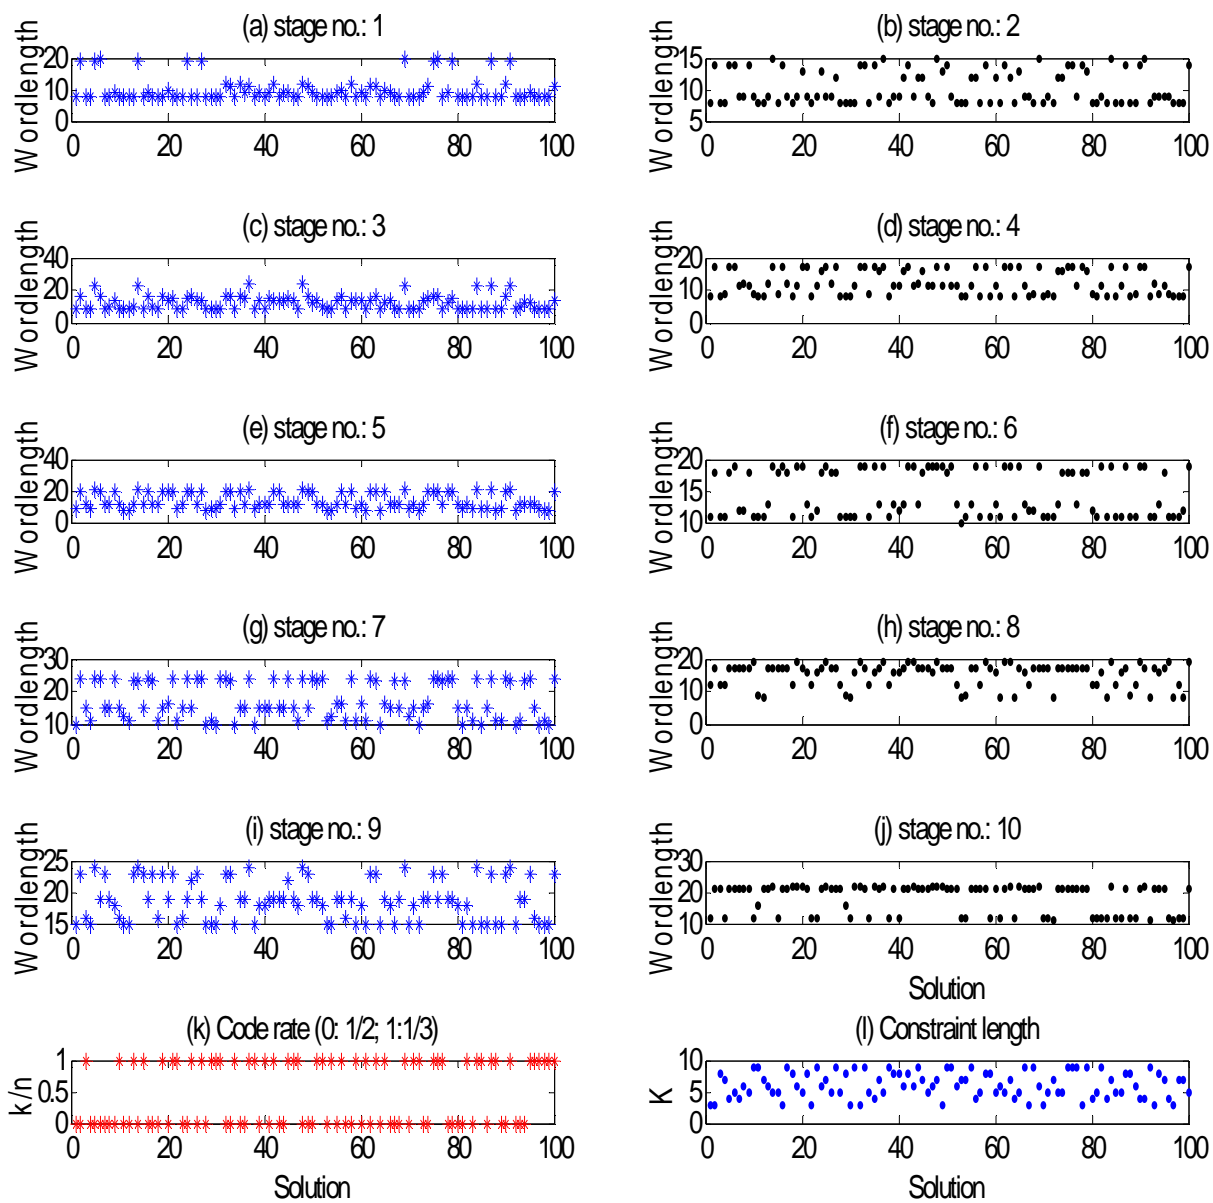 (a) stage no.: 1
Wordlength
20
10
0
0 20 40 60 80 100
(b) stage no.: 2
Wordlength
15
10
5
0 20 40 60 80 100
(c) stage no.: 3
Wordlength
40
20
0
0 20 40 60 80 100
(d) stage no.: 4
Wordlength
20
10
0
0 20 40 60 80 100
(e) stage no.: 5
Wordlength
40
20
0
0 20 40 60 80 100
(f) stage no.: 6
Wordlength
20
15
10
0 20 40 60 80 100
(g) stage no.: 7
Wordlength
30
20
10
0 20 40 60 80 100
(h) stage no.: 8
Wordlength
20
10
0
0 20 40 60 80 100
(i) stage no.: 9
Wordlength
25
20
15
0 20 40 60 80 100
(j) stage no.: 10
Wordlength
30
20
10
0 20 40 60 80 100
Solution
(k) Code rate (0: 1/2; 1:1/3)
k/n
1
0.5
0
0 20 40 60 80 100
Solution
(l) Constraint length
K
10
5
0
0 20 40 60 80 100
Solution